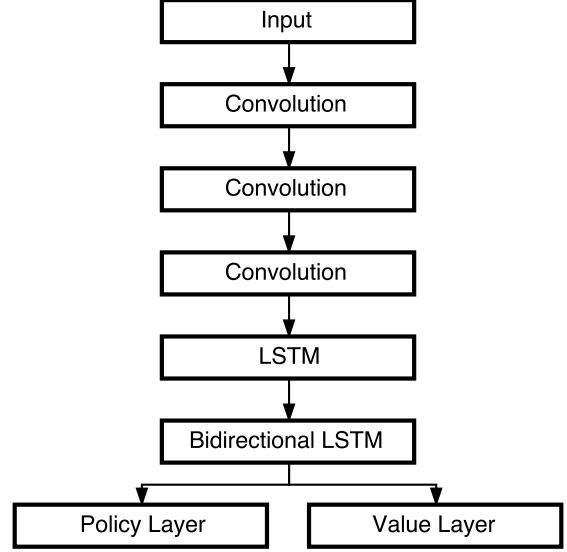 Input
Convolution
Convolution
Convolution
LSTM
Bidirectional LSTM
Policy Layer
Value Layer